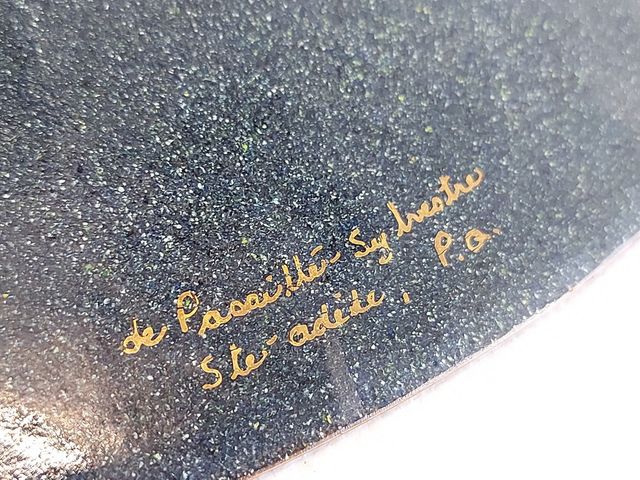 de Passillé-Sylvestre
Ste-adèle, P.Q.